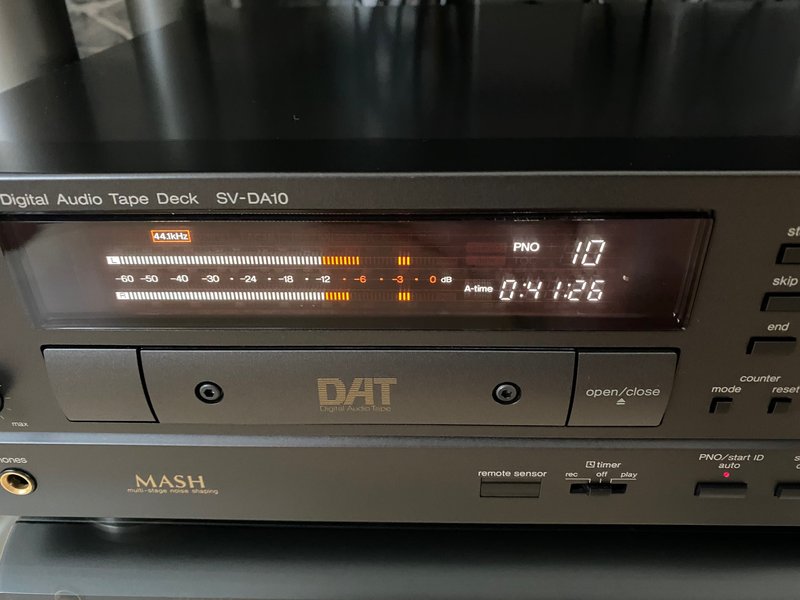 Digital Audio Tape Deck SV-DA10
44.1kHz
PNO 10
L
-60 -50 -40 -30 -24 -18 -12 -6 -3 0 dB
R
A-time 0:41:26
skip
end
DAT
Digital Audio Tape
open/close
counter
mode reset
max
MASH
multi-stage noise shaping
remote sensor
timer
rec off play
PNO/start ID
auto